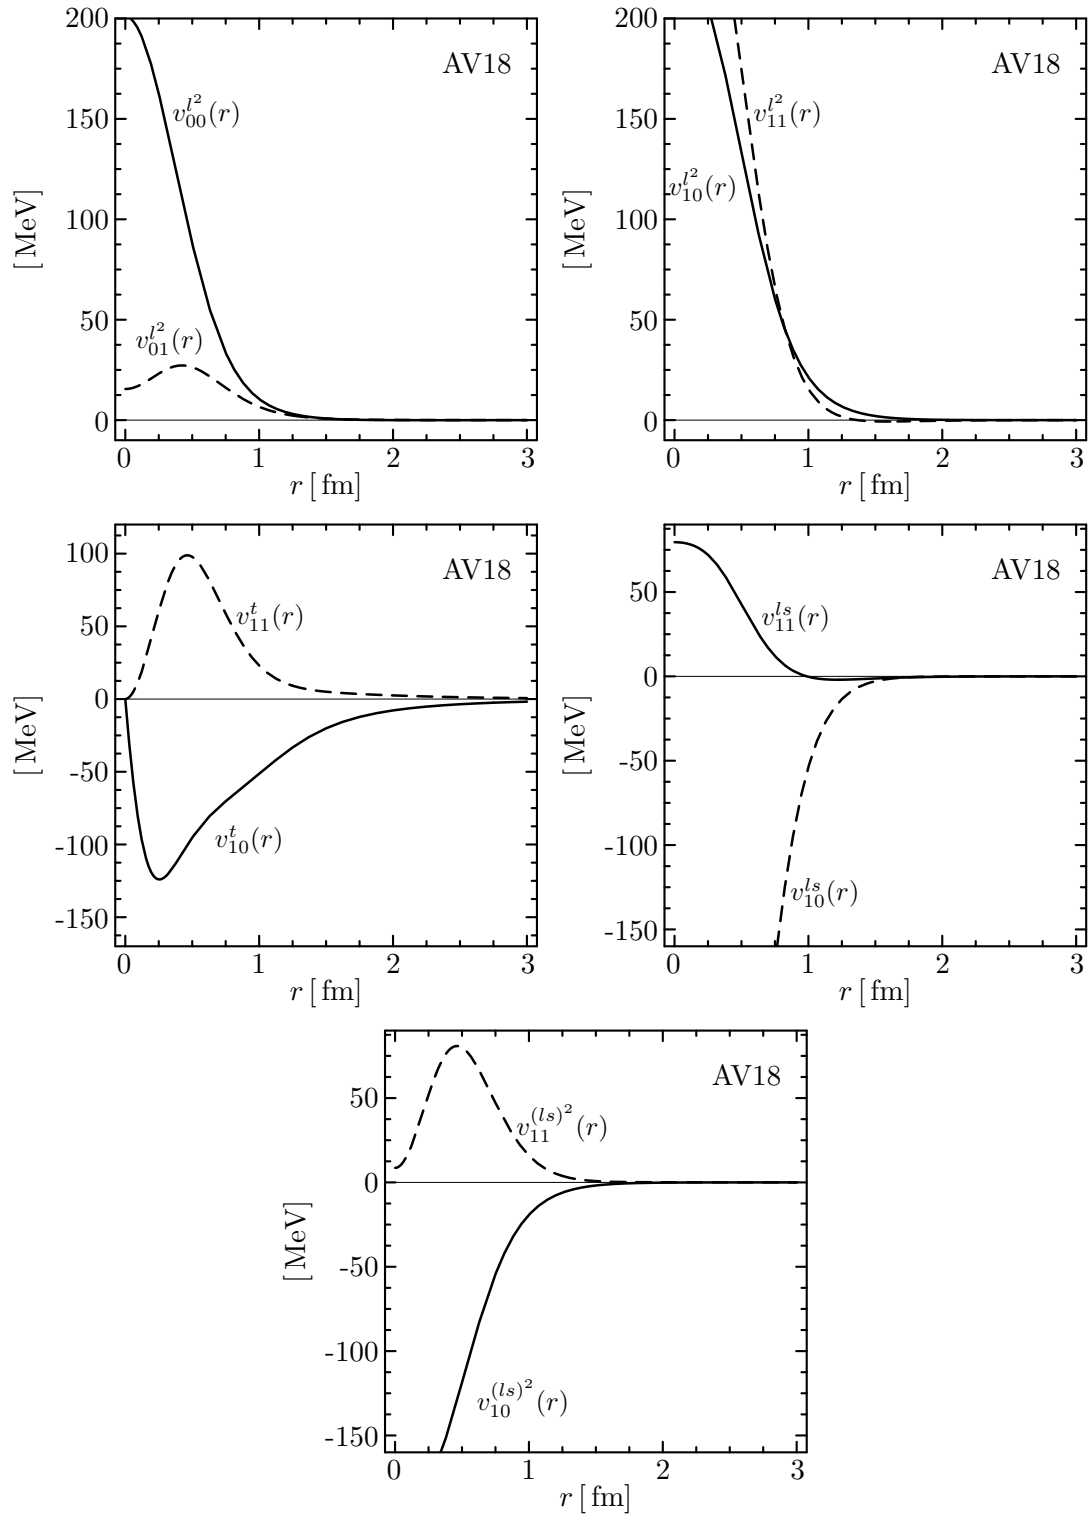 200
150
100
50
0
[MeV]
AV18
v_{00}^{l^2}(r)
v_{01}^{l^2}(r)
0 1 2 3
r [fm]
200
150
100
50
0
[MeV]
AV18
v_{11}^{l^2}(r)
v_{10}^{l^2}(r)
0 1 2 3
r [fm]
100
50
0
-50
-100
-150
[MeV]
AV18
v_{11}^{t}(r)
v_{10}^{t}(r)
0 1 2 3
r [fm]
50
0
-50
-100
-150
[MeV]
AV18
v_{11}^{ls}(r)
v_{10}^{ls}(r)
0 1 2 3
r [fm]
50
0
-50
-100
-150
[MeV]
AV18
v_{11}^{(ls)^2}(r)
v_{10}^{(ls)^2}(r)
0 1 2 3
r [fm]